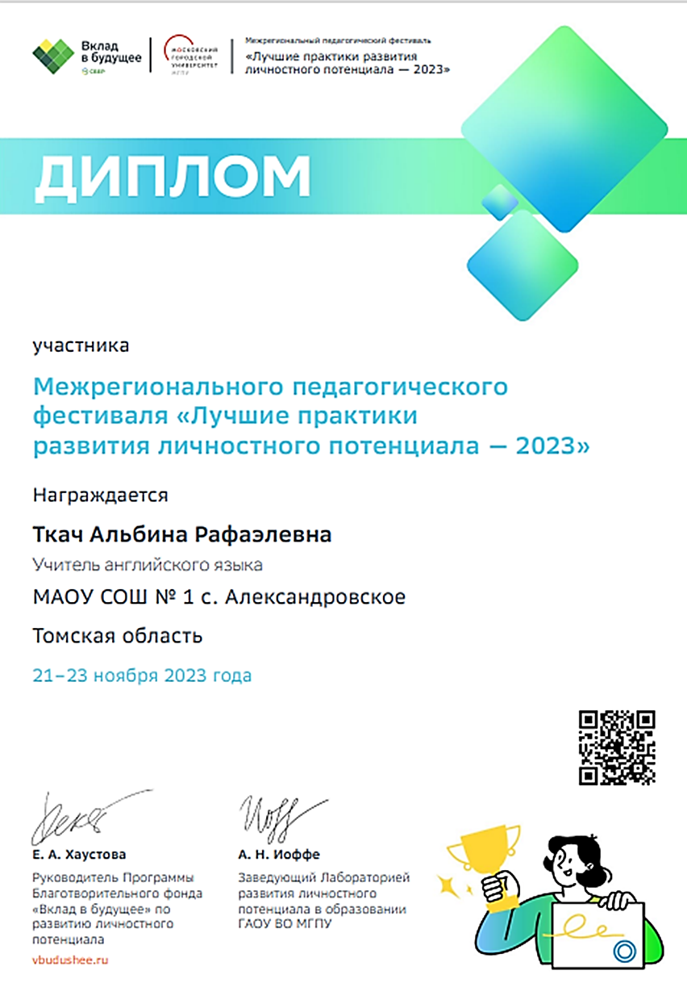 Вклад
в будущее
СБЕР
МОСКОВСКИЙ
ГОРОДСКОЙ
УНИВЕРСИТЕТ
МГПУ
Межрегиональный педагогический фестиваль
«Лучшие практики развития
личностного потенциала — 2023»
ДИПЛОМ
участника
Межрегионального педагогического
фестиваля «Лучшие практики
развития личностного потенциала — 2023»
Награждается
Ткач Альбина Рафаэлевна
Учитель английского языка
МАОУ СОШ № 1 с. Александровское
Томская область
21–23 ноября 2023 года
Е. А. Хаустова
Руководитель Программы
Благотворительного фонда
«Вклад в будущее» по
развитию личностного
потенциала
vbudushee.ru
А. Н. Иоффе
Заведующий Лабораторией
развития личностного
потенциала в образовании
ГАОУ ВО МГПУ